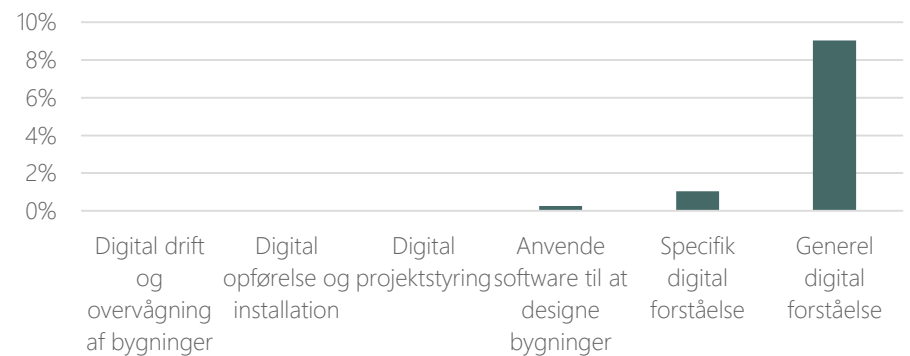 10%
8%
6%
4%
2%
0%
Digital drift
og
overvågning
af bygninger
Digital
opførelse og
installation
Digital
projektstyring
Anvende
software til at
designe
bygninger
Specifik
digital
forståelse
Generel
digital
forståelse